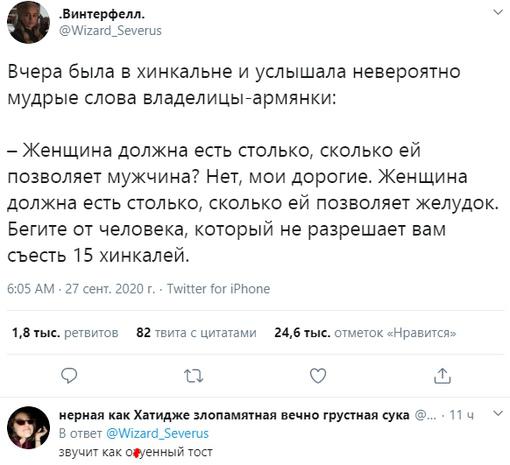 .Винтерфелл.
@Wizard_Severus
Вчера была в хинкальне и услышала невероятно
мудрые слова владелицы-армянки:
– Женщина должна есть столько, сколько ей
позволяет мужчина? Нет, мои дорогие. Женщина
должна есть столько, сколько ей позволяет желудок.
Бегите от человека, который не разрешает вам
съесть 15 хинкалей.
6:05 AM · 27 сент. 2020 г. · Twitter for iPhone
1,8 тыс. ретвитов 82 твита с цитатами 24,6 тыс. отметок «Нравится»
нерная как Хатидже злопамятная вечно грустная сука @... · 11 ч
В ответ @Wizard_Severus
звучит как тост